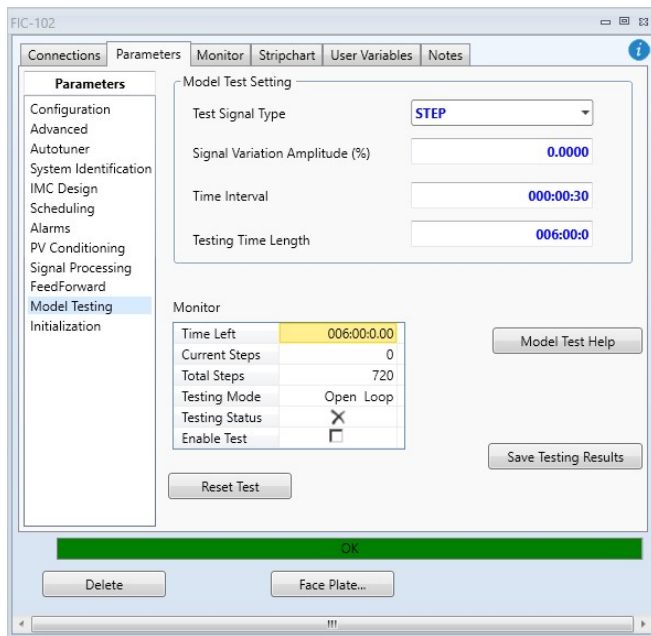 FIC-102
Connections Parameters Monitor Stripchart User Variables Notes
Parameters
Configuration
Advanced
Autotuner
System Identification
IMC Design
Scheduling
Alarms
PV Conditioning
Signal Processing
FeedForward
Model Testing
Initialization
Model Test Setting
Test Signal Type STEP
Signal Variation Amplitude (%) 0.0000
Time Interval 000:00:30
Testing Time Length 006:00:0
Monitor
Time Left 006:00:0.00
Current Steps 0
Total Steps 720
Testing Mode Open Loop
Testing Status
Enable Test
Reset Test
Model Test Help
Save Testing Results
OK
Delete Face Plate...